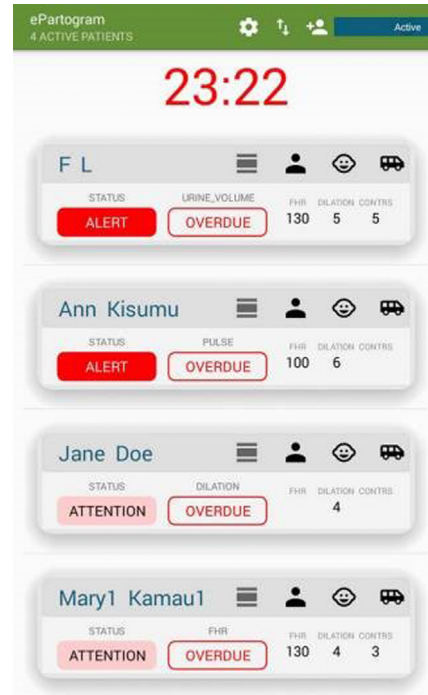 ePartogram
4 ACTIVE PATIENTS
Active
23:22
F L
STATUS URINE_VOLUME FHR DILATION CONTRS
ALERT OVERDUE 130 5 5
Ann Kisumu
STATUS PULSE FHR DILATION CONTRS
ALERT OVERDUE 100 6
Jane Doe
STATUS DILATION FHR DILATION CONTRS
ATTENTION OVERDUE 4
Mary1 Kamau1
STATUS FHR FHR DILATION CONTRS
ATTENTION OVERDUE 130 4 3